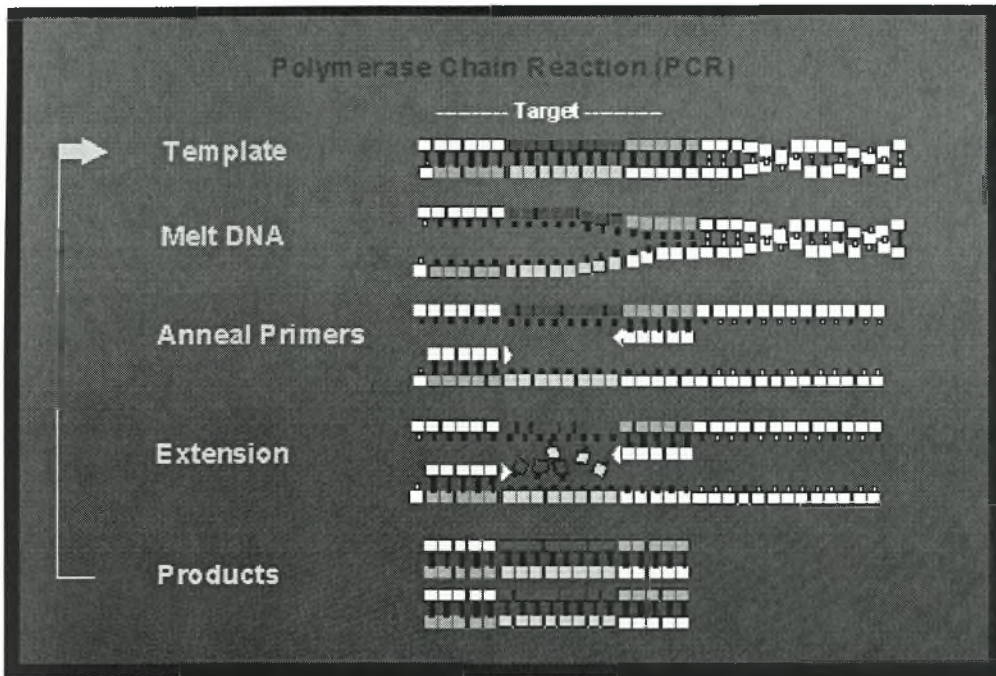 Polymerase Chain Reaction (PCR)
-------- Target --------
Template
Melt DNA
Anneal Primers
Extension
Products